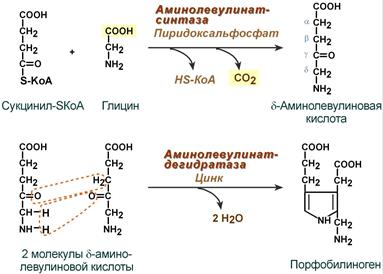 COOH
CH₂
CH₂
C=O
S-KoA
Сукцинил-SKoA
+
COOH
CH₂
NH₂
Глицин
Аминолевулинат-
синтаза
Пиридоксальфосфат
HS-KoA
CO₂
COOH
α CH₂
β CH₂
γ C=O
δ CH₂
NH₂
δ-Аминолевулиновая
кислота
COOH
CH₂
CH₂
C=O
C-H
NH-H
COOH
CH₂
H₂C
O=C
CH₂
NH₂
2 молекулы δ-амино-
левулиновой кислоты
Аминолевулинат-
дегидратаза
Цинк
2 H₂O
COOH
COOH
CH₂
CH₂
CH₂
NH
CH₂
NH₂
Порфобилиноген